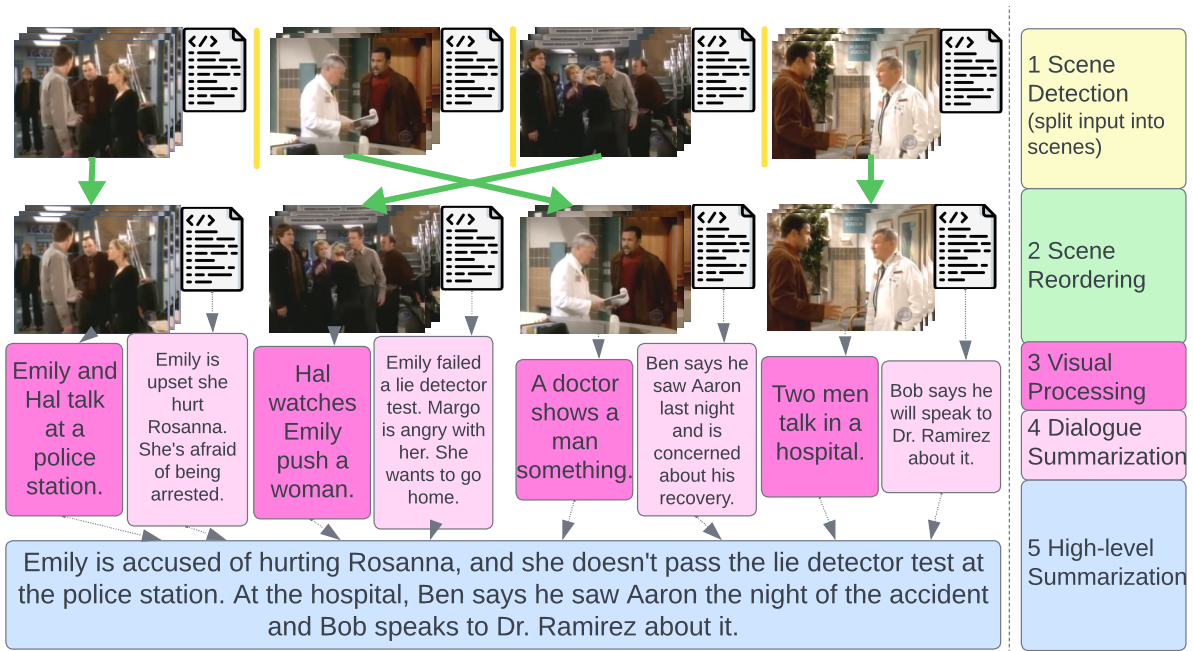 </>
</>
</>
</>
1 Scene
Detection
(split input into
scenes)
</>
</>
</>
</>
2 Scene
Reordering
Emily and
Hal talk
at a
police
station.
Emily is
upset she
hurt
Rosanna.
She's afraid
of being
arrested.
Hal
watches
Emily
push a
woman.
Emily failed
a lie detector
test. Margo
is angry with
her. She
wants to go
home.
A doctor
shows a
man
something.
Ben says he
saw Aaron
last night
and is
concerned
about his
recovery.
Two men
talk in a
hospital.
Bob says he
will speak to
Dr. Ramirez
about it.
3 Visual
Processing
4 Dialogue
Summarization
Emily is accused of hurting Rosanna, and she doesn't pass the lie detector test at
the police station. At the hospital, Ben says he saw Aaron the night of the accident
and Bob speaks to Dr. Ramirez about it.
5 High-level
Summarization